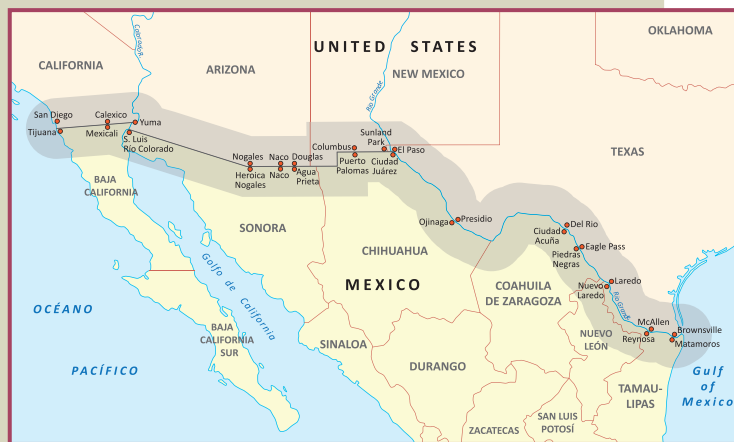 OKLAHOMA
Colorado R.
UNITED STATES
CALIFORNIA
ARIZONA
NEW MEXICO
Río Grande
San Diego
Calexico
Yuma
Tijuana
Mexicali
S. Luis
Río Colorado
Sunland
Park
Columbus
El Paso
TEXAS
Nogales
Naco
Douglas
Puerto
Palomas
Ciudad
Juárez
Heroica
Nogales
Naco
Agua
Prieta
BAJA
CALIFORNIA
Ojinaga
Presidio
Del Rio
SONORA
Ciudad
Acuña
Eagle Pass
CHIHUAHUA
Piedras
Negras
Golfo de California
MEXICO
COAHUILA
DE ZARAGOZA
Laredo
Nuevo
Laredo
Río Grande
OCÉANO
McAllen
Brownsville
BAJA
CALIFORNIA
SUR
SINALOA
NUEVO
LEÓN
Reynosa
Matamoros
PACÍFICO
DURANGO
Gulf
of
Mexico
TAMAU-
LIPAS
ZACATECAS
SAN LUIS
POTOSÍ